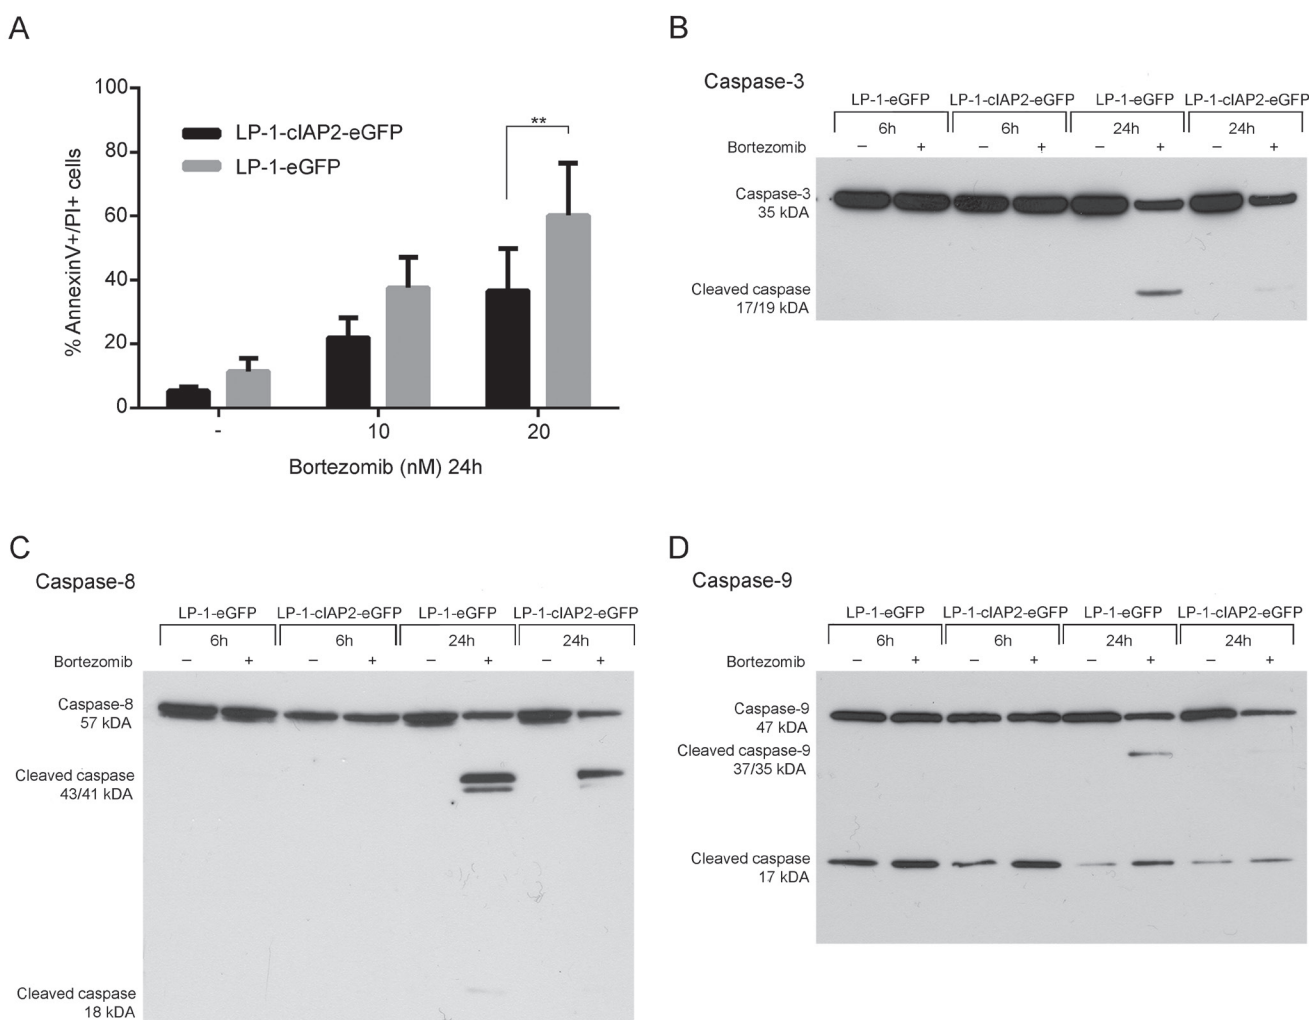 A
% AnnexinV+/PI+ cells
100
80
60
40
20
0
LP-1-cIAP2-eGFP
LP-1-eGFP
**
- 10 20
Bortezomib (nM) 24h
B
Caspase-3
LP-1-eGFP LP-1-cIAP2-eGFP LP-1-eGFP LP-1-cIAP2-eGFP
6h 6h 24h 24h
Bortezomib – + – + – + – +
Caspase-3
35 kDA
Cleaved caspase
17/19 kDA
C
Caspase-8
LP-1-eGFP LP-1-cIAP2-eGFP LP-1-eGFP LP-1-cIAP2-eGFP
6h 6h 24h 24h
Bortezomib – + – + – + – +
Caspase-8
57 kDA
Cleaved caspase
43/41 kDA
Cleaved caspase
18 kDA
D
Caspase-9
LP-1-eGFP LP-1-cIAP2-eGFP LP-1-eGFP LP-1-cIAP2-eGFP
6h 6h 24h 24h
Bortezomib – + – + – + – +
Caspase-9
47 kDA
Cleaved caspase-9
37/35 kDA
Cleaved caspase
17 kDA